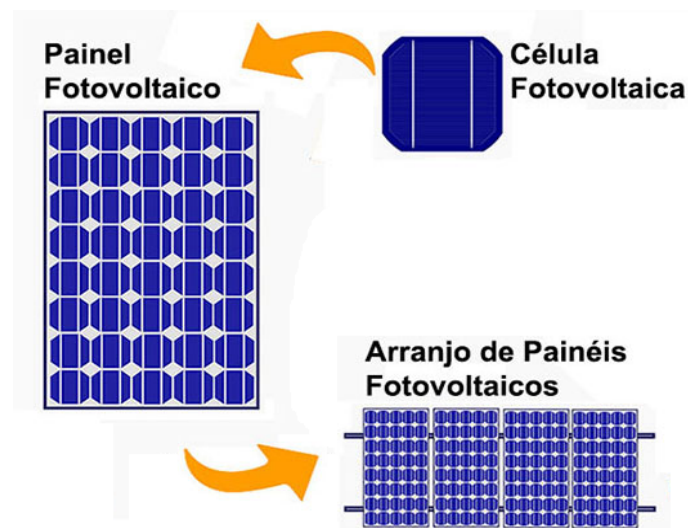 Painel
Fotovoltaico
Célula
Fotovoltaica
Arranjo de Painéis
Fotovoltaicos